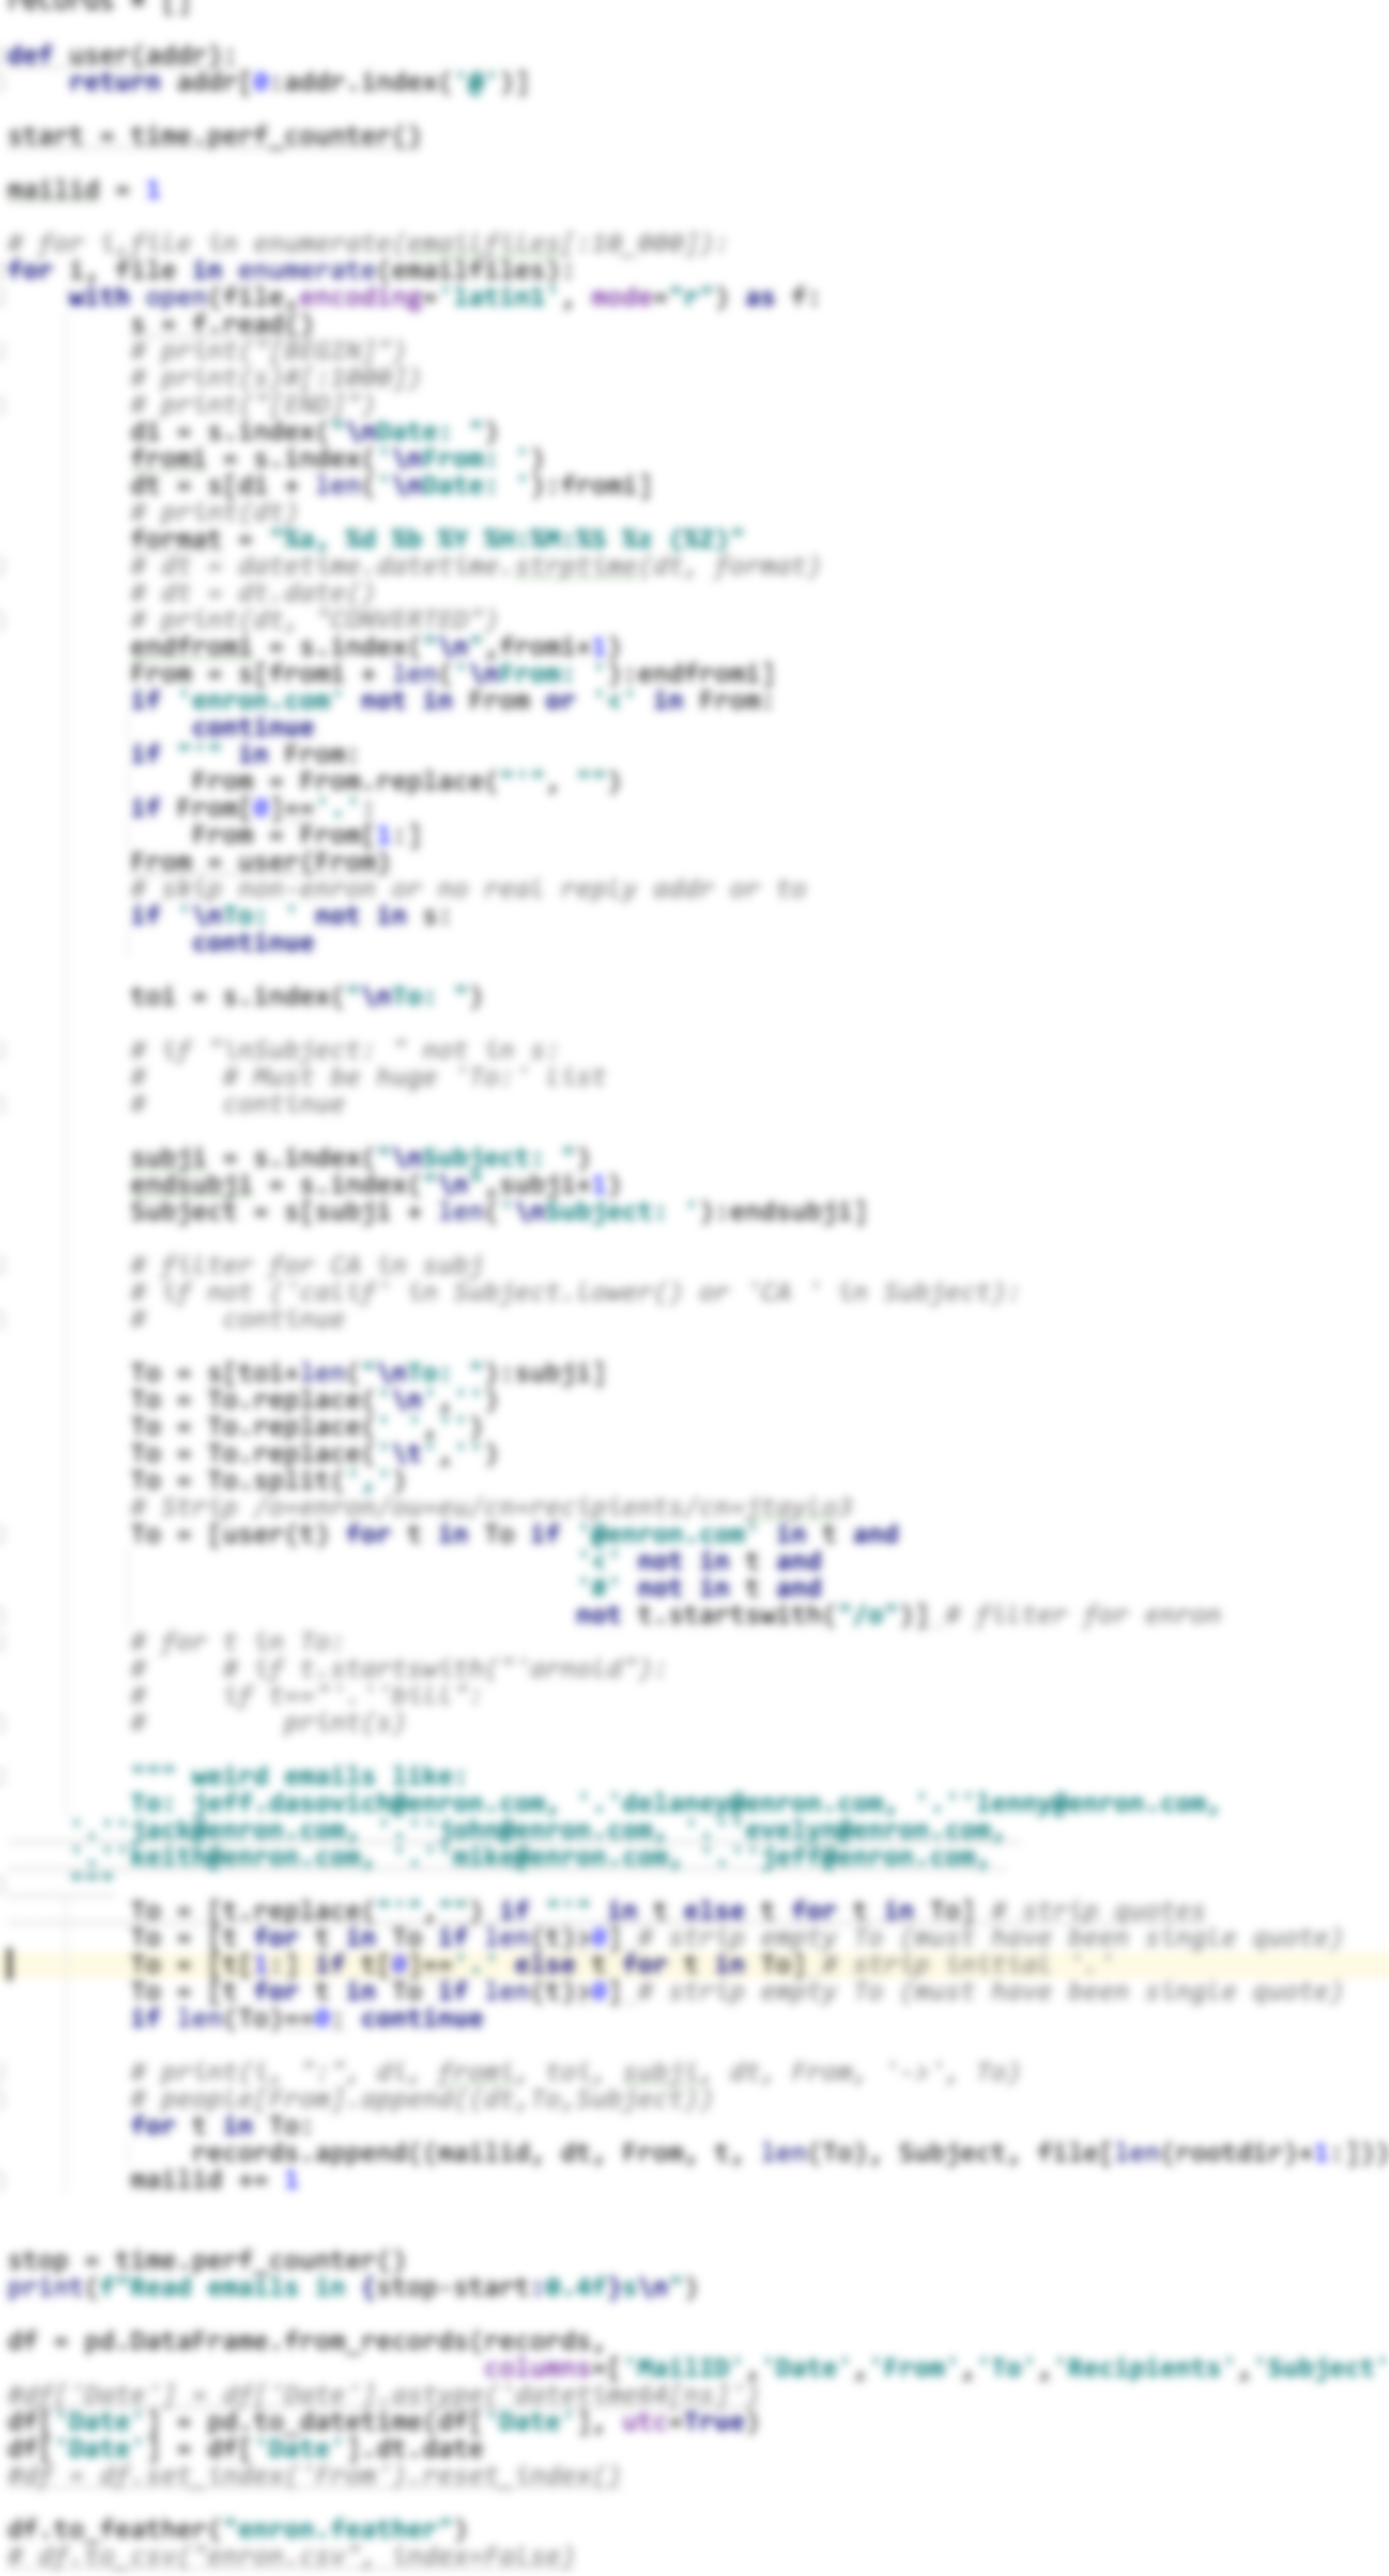 records = []

def user(addr):
    return addr[0:addr.index('@')]

start = time.perf_counter()

mailid = 1

# for i,file in enumerate(emailfiles[:10_000]):
for i, file in enumerate(emailfiles):
    with open(file,encoding='latin1', mode="r") as f:
        s = f.read()
        # print("[BEGIN]")
        # print(s)#[:1000])
        # print("[END]")
        di = s.index("\nDate: ")
        fromi = s.index('\nFrom: ')
        dt = s[di + len('\nDate: '):fromi]
        # print(dt)
        format = "%a, %d %b %Y %H:%M:%S %z (%Z)"
        # dt = datetime.datetime.strptime(dt, format)
        # dt = dt.date()
        # print(dt, "CONVERTED")
        endfromi = s.index("\n",fromi+1)
        From = s[fromi + len('\nFrom: '):endfromi]
        if 'enron.com' not in From or '<' in From:
            continue
        if "'" in From:
            From = From.replace("'", "")
        if From[0]=='.':
            From = From[1:]
        From = user(From)
        # skip non-enron or no real reply addr or to
        if '\nTo: ' not in s:
            continue

        toi = s.index("\nTo: ")

        # if "\nSubject: " not in s:
        #     # Must be huge 'To:' list
        #     continue

        subji = s.index("\nSubject: ")
        endsubji = s.index("\n",subji+1)
        Subject = s[subji + len('\nSubject: '):endsubji]

        # filter for CA in subj
        # if not ('calif' in Subject.lower() or 'CA ' in Subject):
        #     continue

        To = s[toi+len("\nTo: "):subji]
        To = To.replace('\n','')
        To = To.replace(' ','')
        To = To.replace('\t','')
        To = To.split(',')
        # Strip /o=enron/ou=eu/cn=recipients/cn=jtaylo3
        To = [user(t) for t in To if '@enron.com' in t and
                                     '<' not in t and
                                     '#' not in t and
                                     not t.startswith("/o")] # filter for enron
        # for t in To:
        #     # if t.startswith("'arnold"):
        #     if t=="'.''bill":
        #         print(s)

        """ weird emails like:
        To: jeff.dasovich@enron.com, '.'delaney@enron.com, '.''lenny@enron.com,
    '.''jack@enron.com, '.''john@enron.com, '.''evelyn@enron.com,
    '.''keith@enron.com, '.''mike@enron.com, '.''jeff@enron.com,
    """
        To = [t.replace("'","") if "'" in t else t for t in To] # strip quotes
        To = [t for t in To if len(t)>0] # strip empty To (must have been single quote)
        To = [t[1:] if t[0]=='.' else t for t in To] # strip initial '.'
        To = [t for t in To if len(t)>0] # strip empty To (must have been single quote)
        if len(To)==0: continue

        # print(i, ":", di, fromi, toi, subji, dt, From, '->', To)
        # people[From].append((dt,To,Subject))
        for t in To:
            records.append((mailid, dt, From, t, len(To), Subject, file[len(rootdir)+1:]))
        mailid += 1

stop = time.perf_counter()
print(f"Read emails in {stop-start:0.4f}s\n")

df = pd.DataFrame.from_records(records,
                               columns=['MailID','Date','From','To','Recipients','Subject'
#df['Date'] = df['Date'].astype('datetime64[ns]')
df['Date'] = pd.to_datetime(df['Date'], utc=True)
df['Date'] = df['Date'].dt.date
#df = df.set_index('From').reset_index()

df.to_feather("enron.feather")
# df.to_csv("enron.csv", index=False)